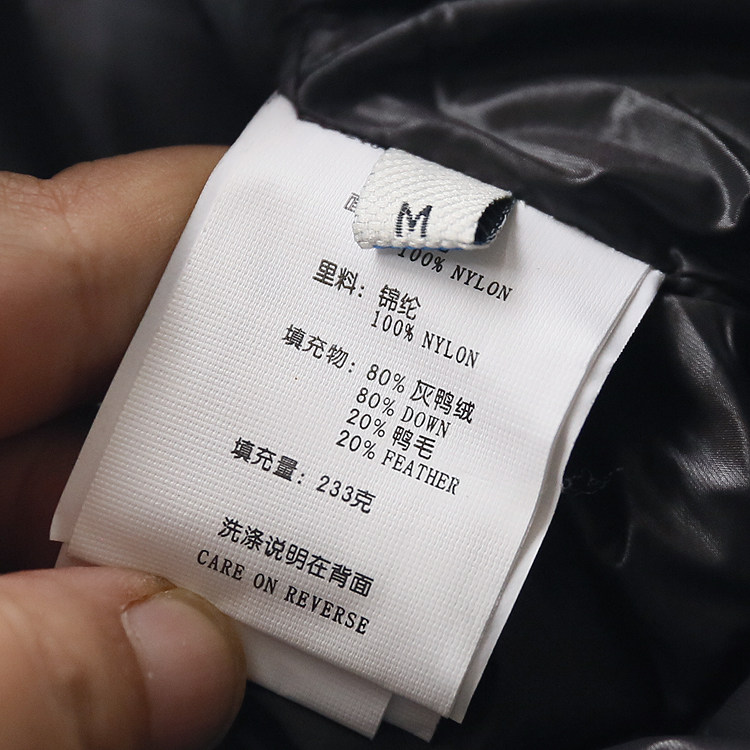 M
100% NYLON
里料：锦纶
100% NYLON
填充物：80% 灰鸭绒
80% DOWN
20% 鸭毛
20% FEATHER
填充量：233克
洗涤说明在背面
CARE ON REVERSE